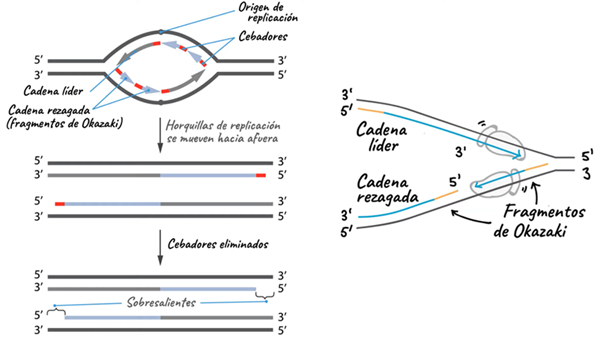 Origen de
replicación
Cebadores
5' 3'
3' 5'
Cadena líder
Cadena rezagada
(fragmentos de Okazaki)
Horquillas de replicación
se mueven hacia afuera
5' 3'
3' 5'
5' 3'
3' 5'
Cebadores eliminados
5' 3'
3' 5'
Sobresalientes
5' 3'
3' 5'
3'
5'
Cadena
líder
3'
5'
3
Cadena
rezagada
5'
3'
5'
Fragmentos
de Okazaki